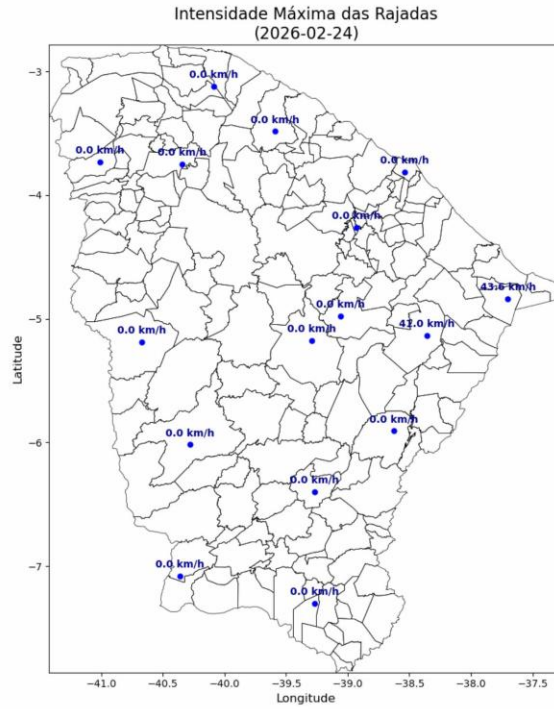 Intensidade Máxima das Rajadas
(2026-02-24)
−3
0.0 km/h
0.0 km/h
0.0 km/h
0.0 km/h
0.0 km/h
−4
0.0 km/h
43.6 km/h
0.0 km/h
−5
0.0 km/h
0.0 km/h
0.0 km/h
−6
0.0 km/h
0.0 km/h
−7
0.0 km/h
0.0 km/h
−41.0
−40.5
−40.0
−39.5
−39.0
−38.5
−38.0
−37.5
Longitude
Latitude